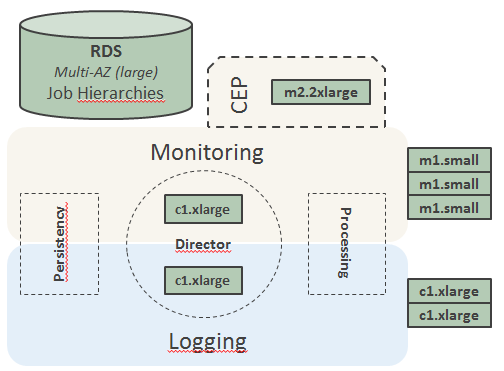 RDS
Multi-AZ (large)
Job Hierarchies
CEP
m2.2xlarge
Monitoring
m1.small
m1.small
m1.small
Persistency
c1.xlarge
Director
c1.xlarge
Processing
Logging
c1.xlarge
c1.xlarge